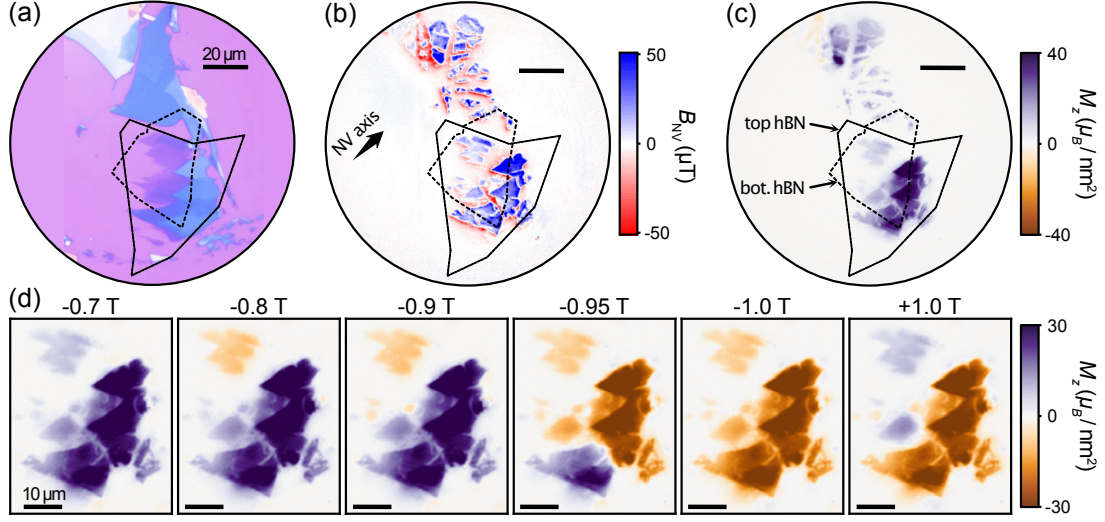 (a)
20 µm
(b)
NV axis
50
0
-50
B_NV (µT)
(c)
top hBN
bot. hBN
40
20
0
-20
-40
M_z (µ_B / nm²)
(d)
-0.7 T
-0.8 T
-0.9 T
-0.95 T
-1.0 T
+1.0 T
10 µm
30
0
-30
M_z (µ_B / nm²)